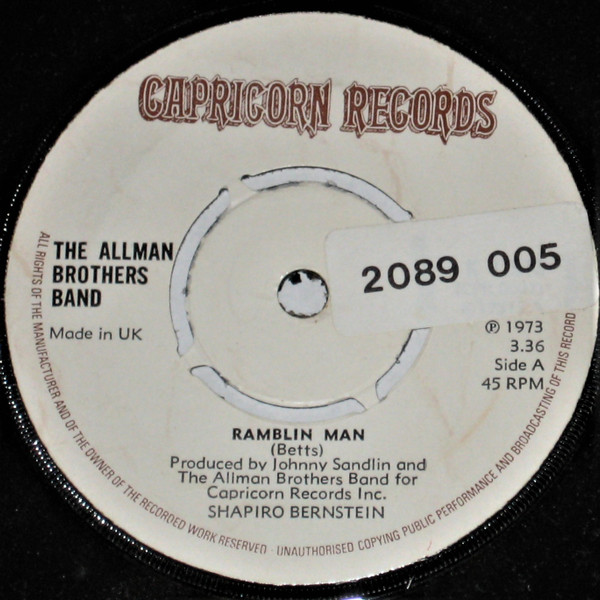 CAPRICORN RECORDS
THE ALLMAN
BROTHERS
BAND
Made in UK
2089 005
℗ 1973
3.36
Side A
45 RPM
RAMBLIN MAN
(Betts)
Produced by Johnny Sandlin and
The Allman Brothers Band for
Capricorn Records Inc.
SHAPIRO BERNSTEIN
ALL RIGHTS OF THE MANUFACTURER AND OF THE OWNER OF THE RECORDED WORK RESERVED · UNAUTHORISED COPYING PUBLIC PERFORMANCE AND BROADCASTING OF THIS RECORD